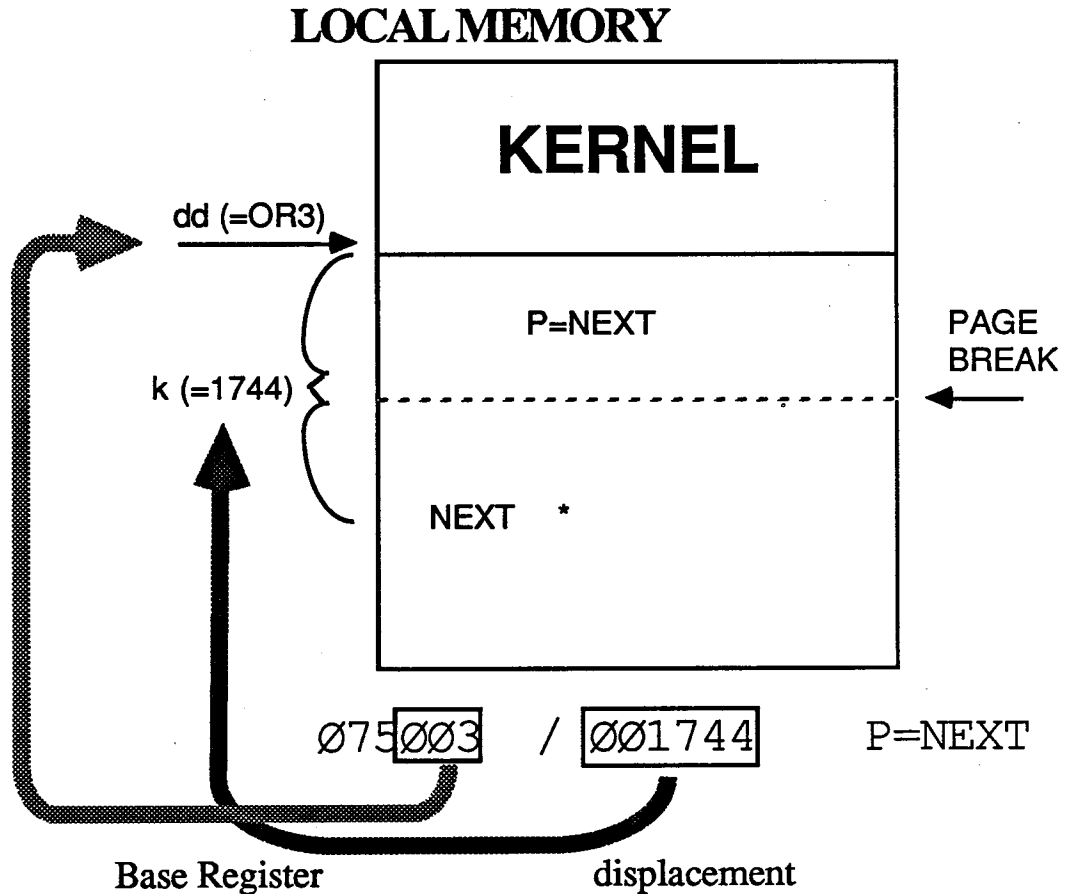 LOCAL MEMORY
KERNEL
dd (=OR3)
P=NEXT
PAGE
BREAK
k (=1744)
NEXT *
Ø75ØØ3 / ØØ1744 P=NEXT
Base Register displacement